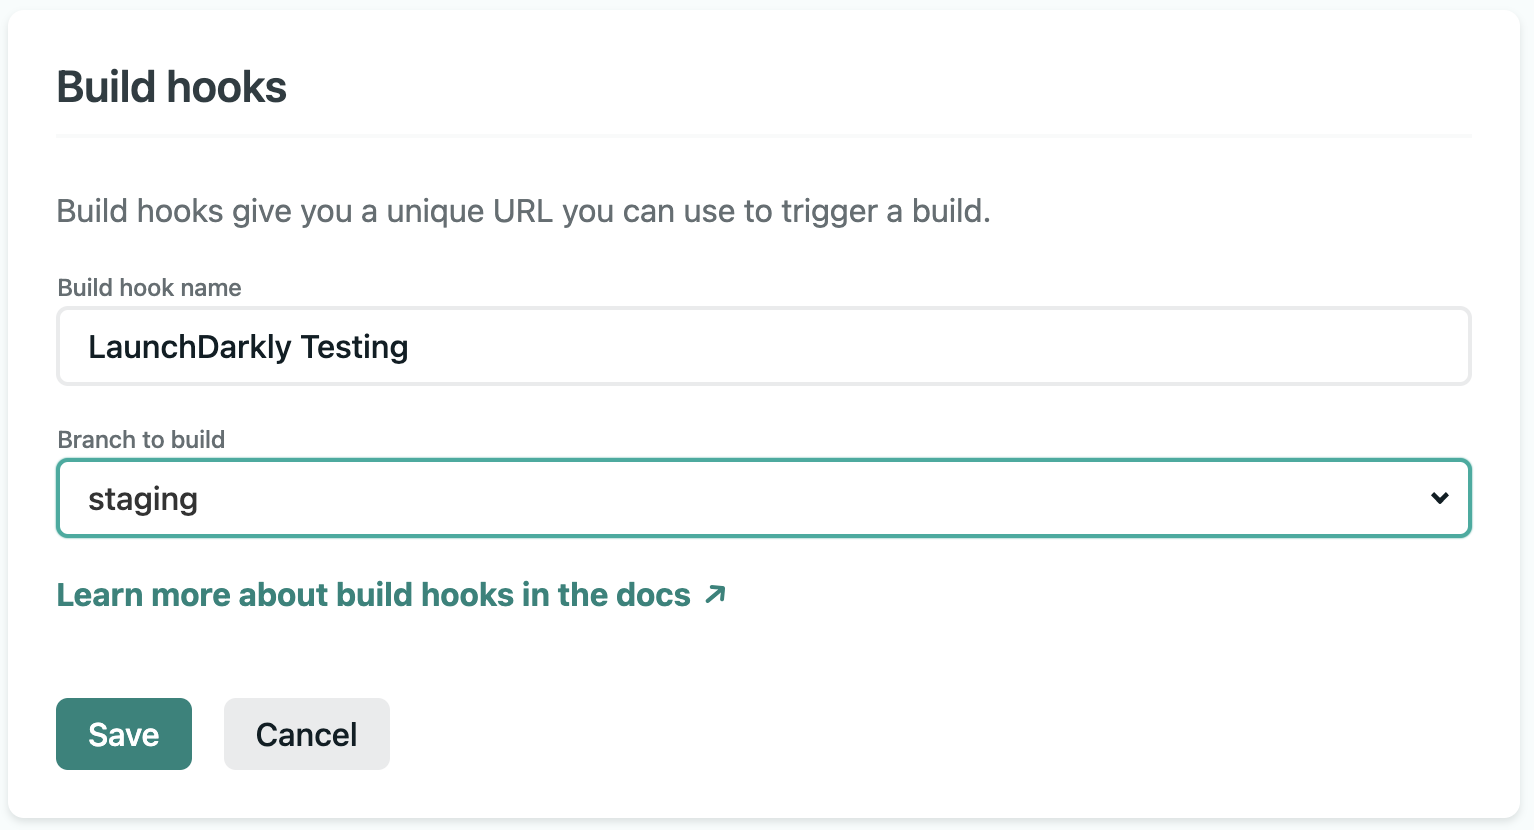 Build hooks
Build hooks give you a unique URL you can use to trigger a build.
Build hook name
LaunchDarkly Testing
Branch to build
staging
Learn more about build hooks in the docs ↗
Save
Cancel